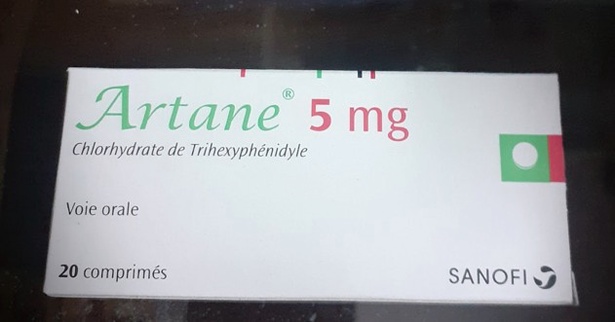 Artane® 5 mg
Chlorhydrate de Trihexyphénidyle
Voie orale
20 comprimés
SANOFI